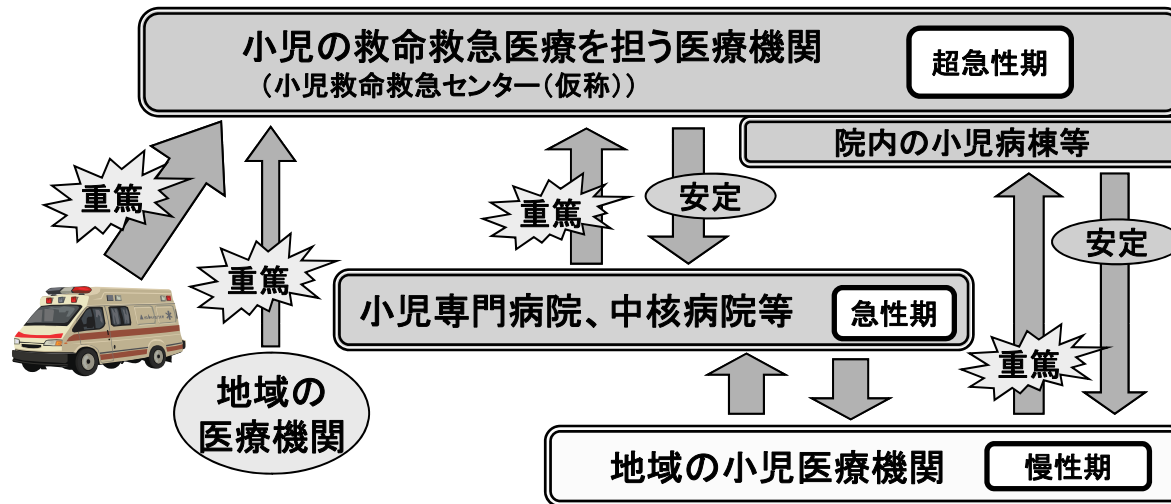 小児の救命救急医療を担う医療機関
（小児救命救急センター（仮称））
超急性期
院内の小児病棟等
重篤
重篤
重篤
安定
安定
小児専門病院、中核病院等
急性期
重篤
地域の
医療機関
地域の小児医療機関
慢性期